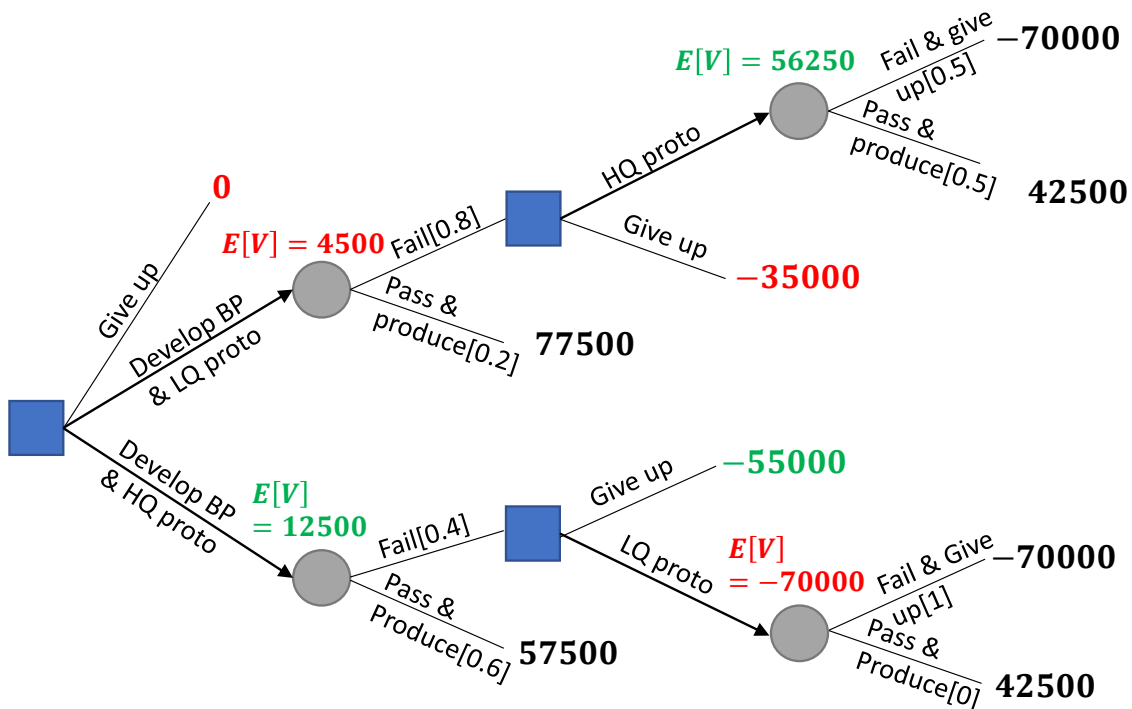 Fail & give
up[0.5]
−70000
E[V] = 56250
Pass &
produce[0.5]
42500
HQ proto
0
Give up
E[V] = 4500
Fail[0.8]
Give up
−35000
Pass &
produce[0.2]
77500
Develop BP
& LQ proto
Develop BP
& HQ proto
E[V]
= 12500
Fail[0.4]
Give up
−55000
LQ proto
E[V]
= −70000
Fail & Give
up[1]
−70000
Pass &
Produce[0.6]
57500
Pass &
Produce[0]
42500